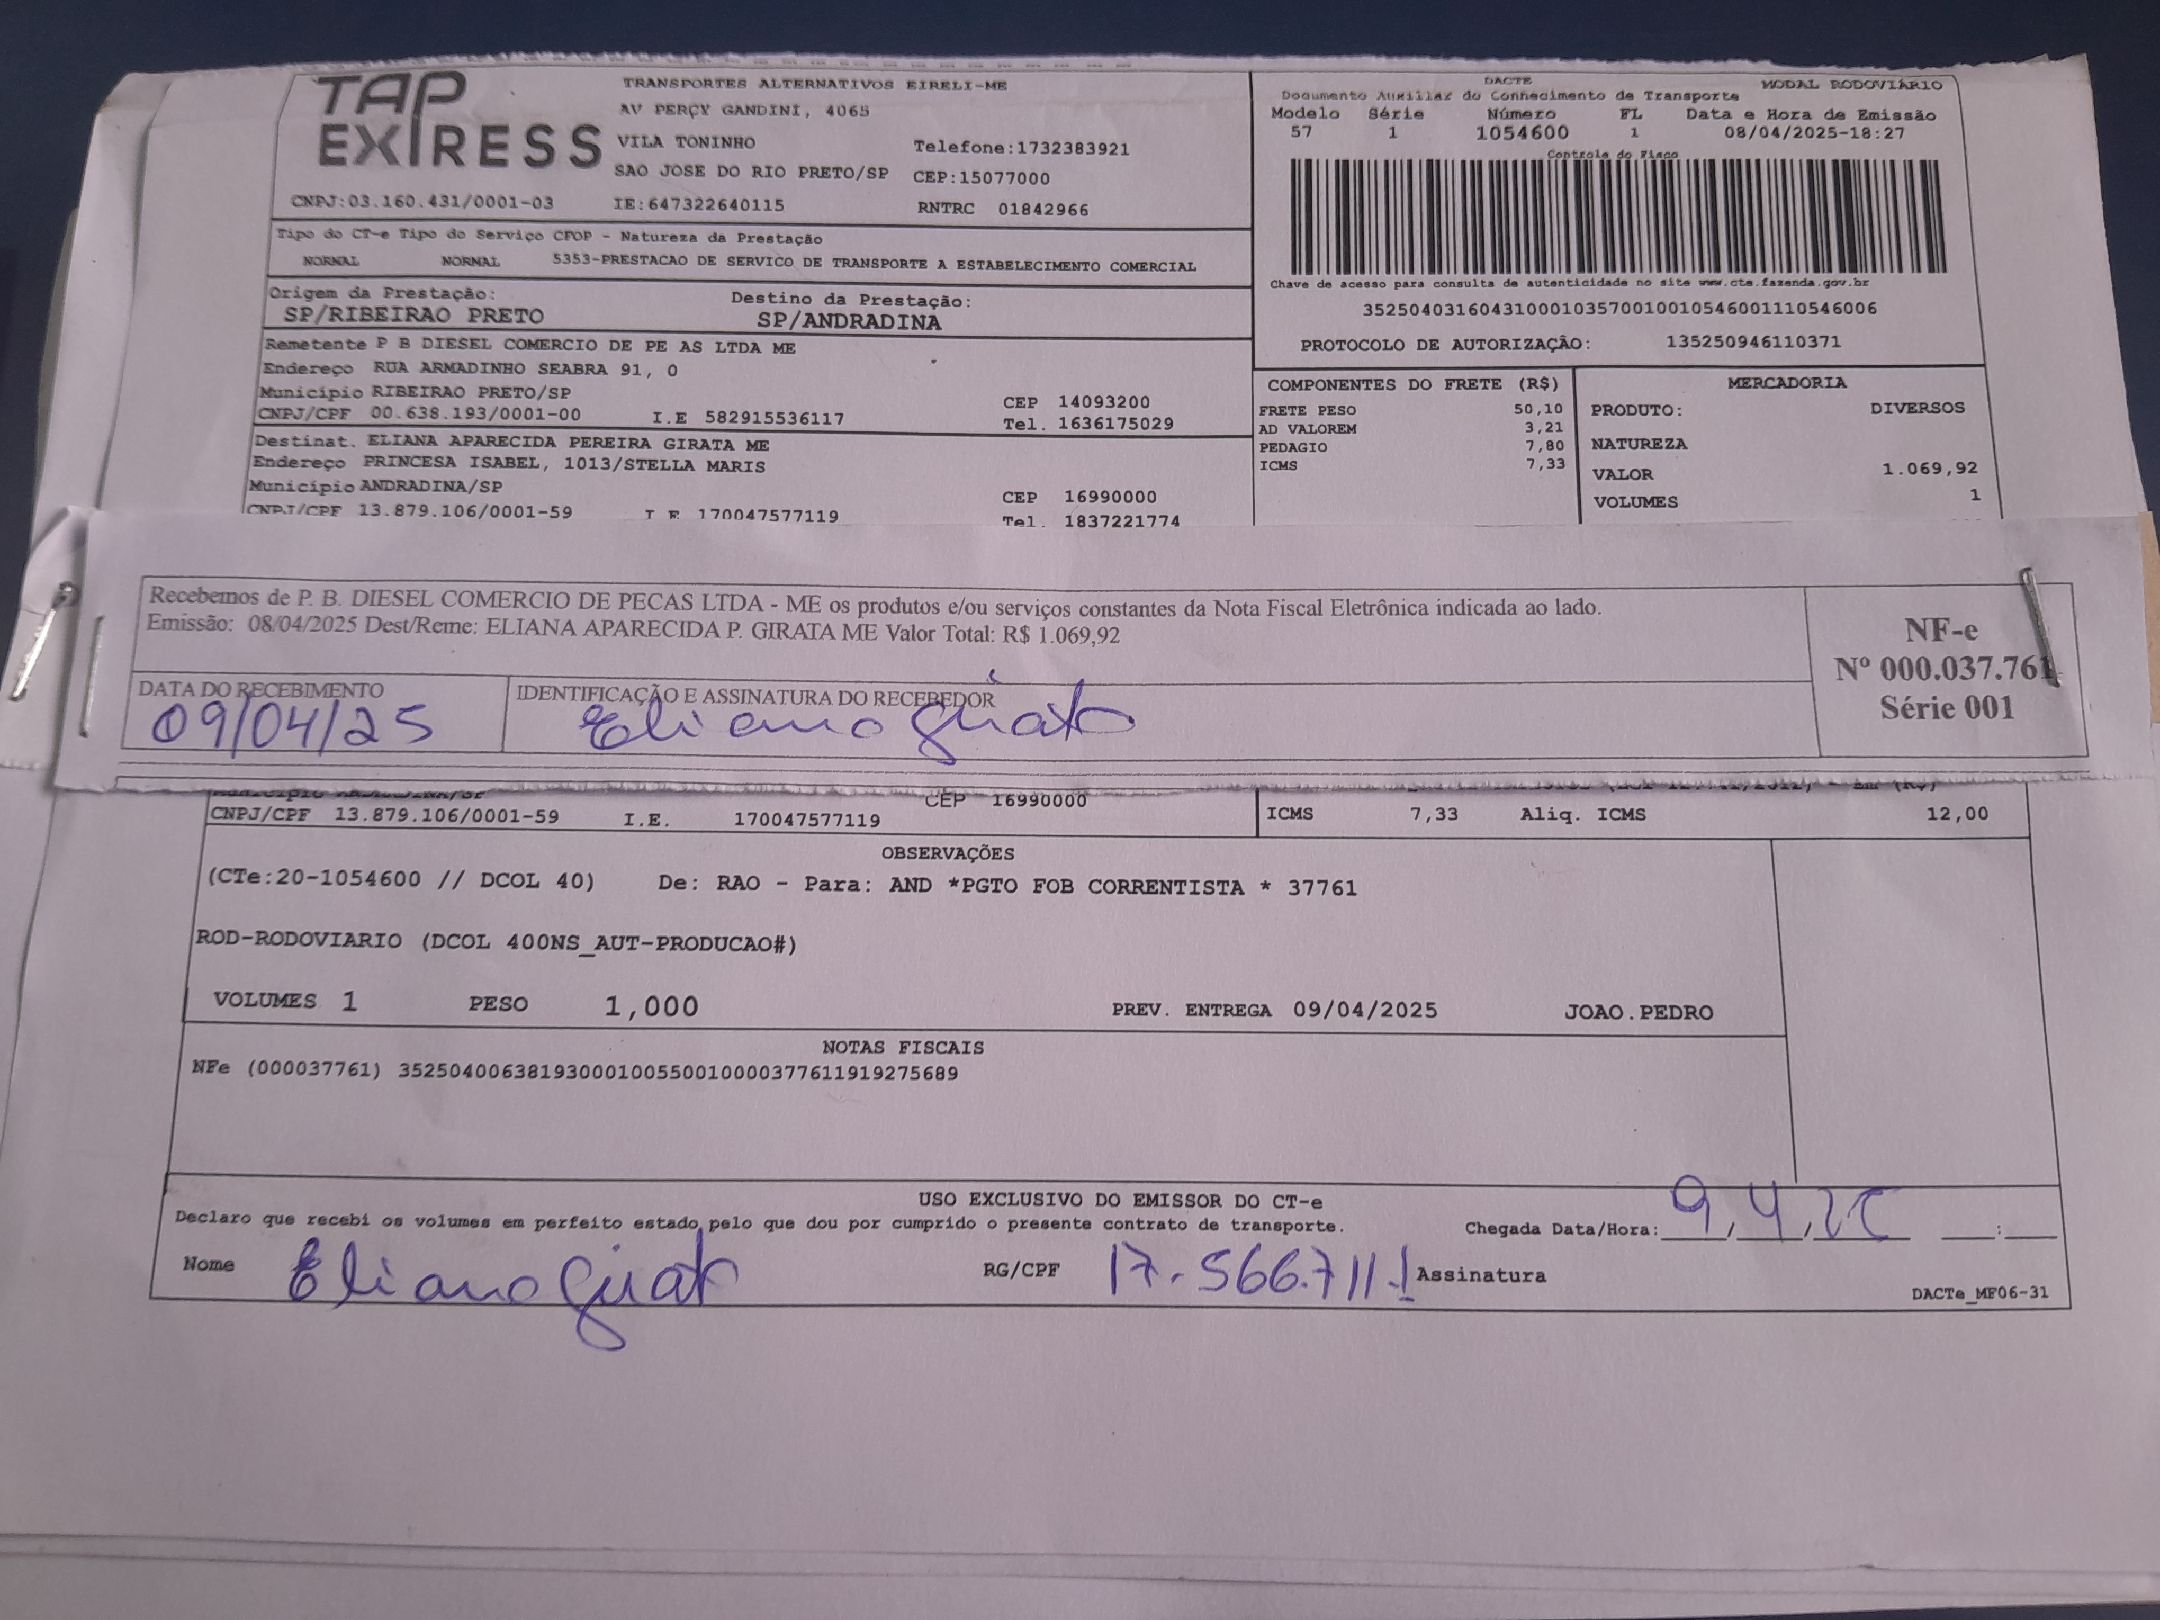 TAP EXPRESS
TRANSPORTES ALTERNATIVOS EIRELI-ME
AV PERÇY GANDINI, 4065
VILA TONINHO Telefone:1732383921
SAO JOSE DO RIO PRETO/SP CEP:15077000
CNPJ:03.160.431/0001-03 IE:647322640115 RNTRC 01842966
DACTE MODAL RODOVIÁRIO
Documento Auxiliar do Conhecimento de Transporte
Modelo Série Número FL Data e Hora de Emissão
57 1 1054600 1 08/04/2025-18:27
Controle do Fisco
Chave de acesso para consulta de autenticidade no site www.cte.fazenda.gov.br
35250403160431000103570010010546001110546006
PROTOCOLO DE AUTORIZAÇÃO: 135250946110371
Tipo do CT-e Tipo do Serviço CFOP - Natureza da Prestação
NORMAL NORMAL 5353-PRESTACAO DE SERVICO DE TRANSPORTE A ESTABELECIMENTO COMERCIAL
Origem da Prestação: Destino da Prestação:
SP/RIBEIRAO PRETO SP/ANDRADINA
Remetente P B DIESEL COMERCIO DE PE AS LTDA ME
Endereço RUA ARMADINHO SEABRA 91, 0
Município RIBEIRAO PRETO/SP CEP 14093200
CNPJ/CPF 00.638.193/0001-00 I.E 582915536117 Tel. 1636175029
Destinat. ELIANA APARECIDA PEREIRA GIRATA ME
Endereço PRINCESA ISABEL, 1013/STELLA MARIS
Município ANDRADINA/SP CEP 16990000
CNPJ/CPF 13.879.106/0001-59 I E 170047577119 Tel. 1837221774
COMPONENTES DO FRETE (R$)
FRETE PESO 50,10
AD VALOREM 3,21
PEDAGIO 7,80
ICMS 7,33
MERCADORIA
PRODUTO: DIVERSOS
NATUREZA
VALOR 1.069,92
VOLUMES 1
Recebemos de P. B. DIESEL COMERCIO DE PECAS LTDA - ME os produtos e/ou serviços constantes da Nota Fiscal Eletrônica indicada ao lado.
Emissão: 08/04/2025 Dest/Reme: ELIANA APARECIDA P. GIRATA ME Valor Total: R$ 1.069,92
DATA DO RECEBIMENTO IDENTIFICAÇÃO E ASSINATURA DO RECEBEDOR
09/04/25 Eliana Girata
NF-e
Nº 000.037.761
Série 001
CEP 16990000
CNPJ/CPF 13.879.106/0001-59 I.E. 170047577119
ICMS 7,33 Aliq. ICMS 12,00
OBSERVAÇÕES
(CTe:20-1054600 // DCOL 40) De: RAO - Para: AND *PGTO FOB CORRENTISTA * 37761
ROD-RODOVIARIO (DCOL 400NS_AUT-PRODUCAO#)
VOLUMES 1 PESO 1,000 PREV. ENTREGA 09/04/2025 JOAO.PEDRO
NOTAS FISCAIS
NFe (000037761) 35250400638193000100550010000377611919275689
USO EXCLUSIVO DO EMISSOR DO CT-e
Declaro que recebi os volumes em perfeito estado pelo que dou por cumprido o presente contrato de transporte. Chegada Data/Hora: 9/4/25 :
Nome Eliana Girata RG/CPF 17.566.711.1 Assinatura
DACTe_MF06-31